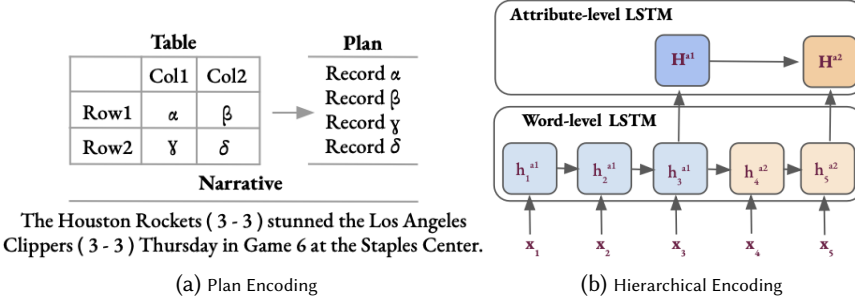 Table
Plan
Col1 Col2
Row1 α β
Row2 ɣ δ
Record α
Record β
Record ɣ
Record δ
Narrative
The Houston Rockets ( 3 - 3 ) stunned the Los Angeles
Clippers ( 3 - 3 ) Thursday in Game 6 at the Staples Center.
(a) Plan Encoding
Attribute-level LSTM
H^a1 H^a2
Word-level LSTM
h_1^a1 h_2^a1 h_3^a1 h_4^a2 h_5^a2
x_1 x_2 x_3 x_4 x_5
(b) Hierarchical Encoding